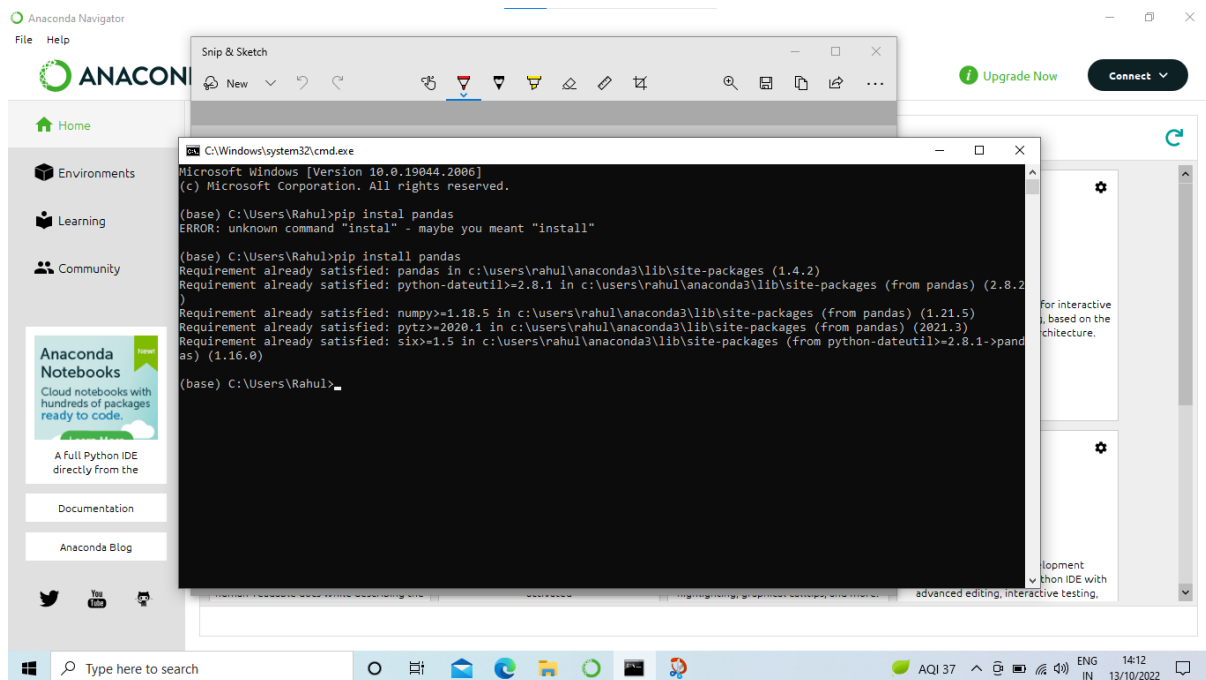 Anaconda Navigator
File Help
ANACON
Upgrade Now
Connect
Snip & Sketch
New
Home
Environments
Learning
Community
C:\Windows\system32\cmd.exe
Microsoft Windows [Version 10.0.19044.2006]
(c) Microsoft Corporation. All rights reserved.
(base) C:\Users\Rahul>pip instal pandas
ERROR: unknown command "instal" - maybe you meant "install"
(base) C:\Users\Rahul>pip install pandas
Requirement already satisfied: pandas in c:\users\rahul\anaconda3\lib\site-packages (1.4.2)
Requirement already satisfied: python-dateutil>=2.8.1 in c:\users\rahul\anaconda3\lib\site-packages (from pandas) (2.8.2
)
Requirement already satisfied: numpy>=1.18.5 in c:\users\rahul\anaconda3\lib\site-packages (from pandas) (1.21.5)
Requirement already satisfied: pytz>=2020.1 in c:\users\rahul\anaconda3\lib\site-packages (from pandas) (2021.3)
Requirement already satisfied: six>=1.5 in c:\users\rahul\anaconda3\lib\site-packages (from python-dateutil>=2.8.1->pand
as) (1.16.0)
(base) C:\Users\Rahul>
for interactive
, based on the
rchitecture.
Anaconda
Notebooks
New!
Cloud notebooks with
hundreds of packages
ready to code.
A full Python IDE
directly from the
Documentation
Anaconda Blog
You
Tube
lopment
thon IDE with
advanced editing, interactive testing,
Type here to search
AQI 37
ENG
IN
14:12
13/10/2022